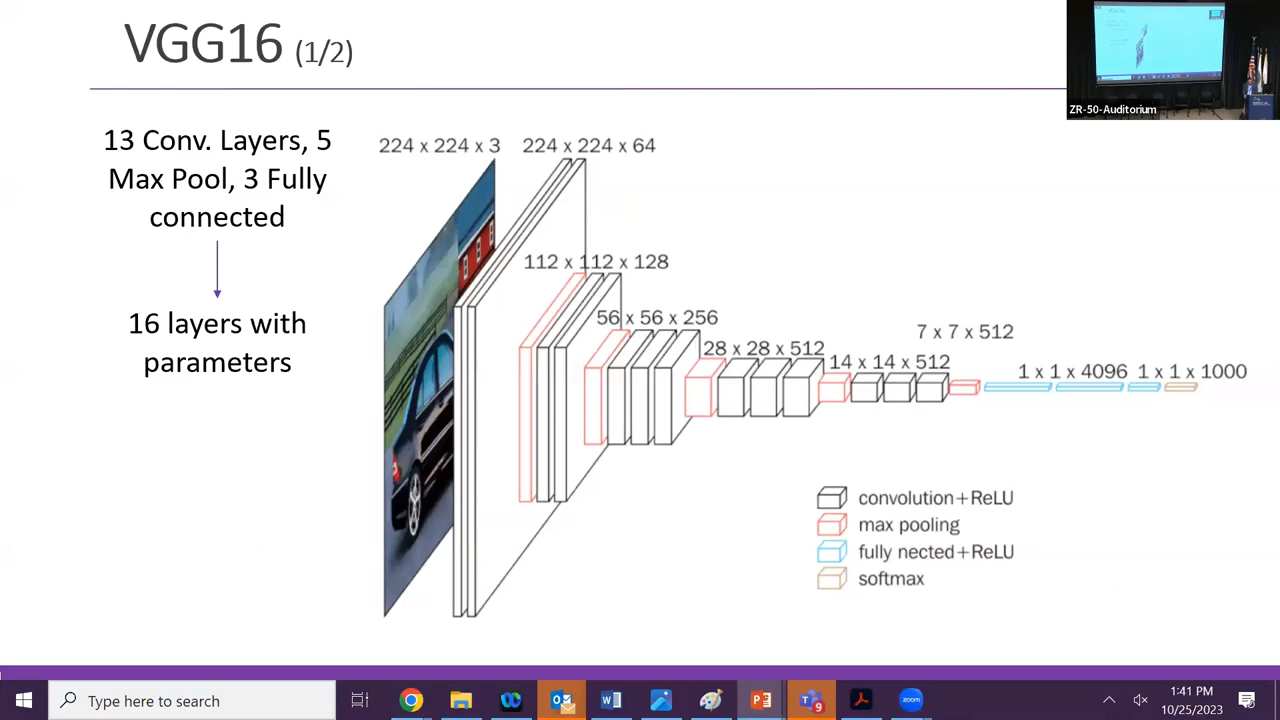 VGG16 (1/2)
ZR-50-Auditorium
13 Conv. Layers, 5
Max Pool, 3 Fully
connected
16 layers with
parameters
224 x 224 x 3
224 x 224 x 64
112 x 112 x 128
56 x 56 x 256
28 x 28 x 512
14 x 14 x 512
7 x 7 x 512
1 x 1 x 4096
1 x 1 x 1000
convolution+ReLU
max pooling
fully nected+ReLU
softmax
Type here to search
zoom
9
1:41 PM
10/25/2023